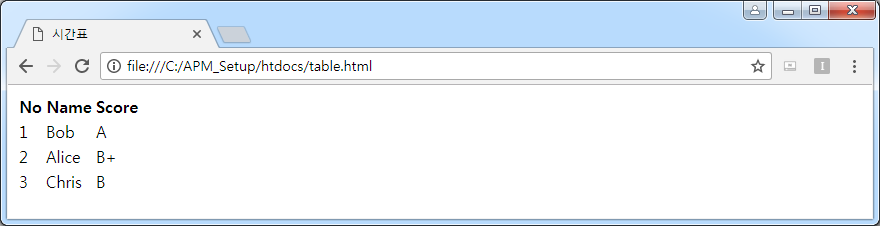 시간표
file:///C:/APM_Setup/htdocs/table.html
No Name Score
1 Bob A
2 Alice B+
3 Chris B